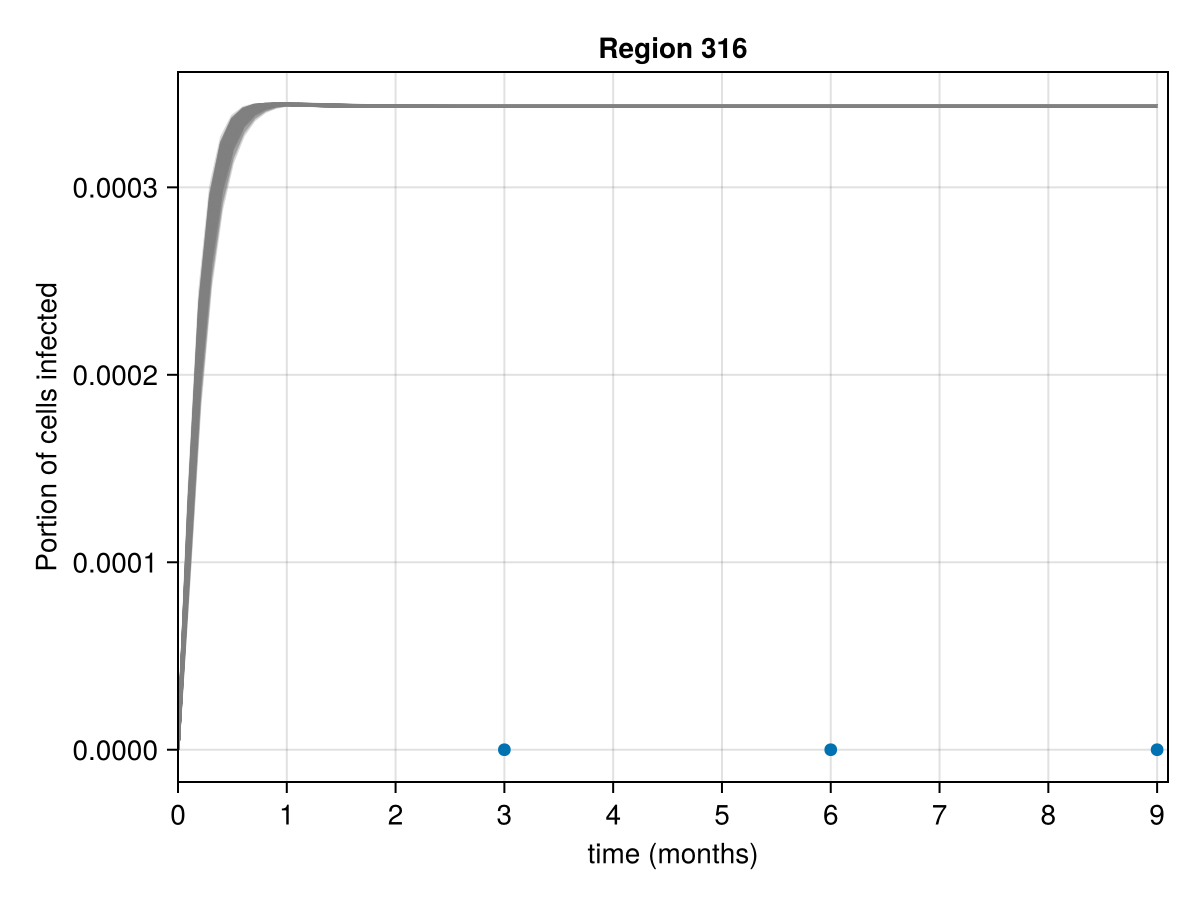 Region 316
Portion of cells infected
0.0003
0.0002
0.0001
0.0000
0 1 2 3 4 5 6 7 8 9
time (months)